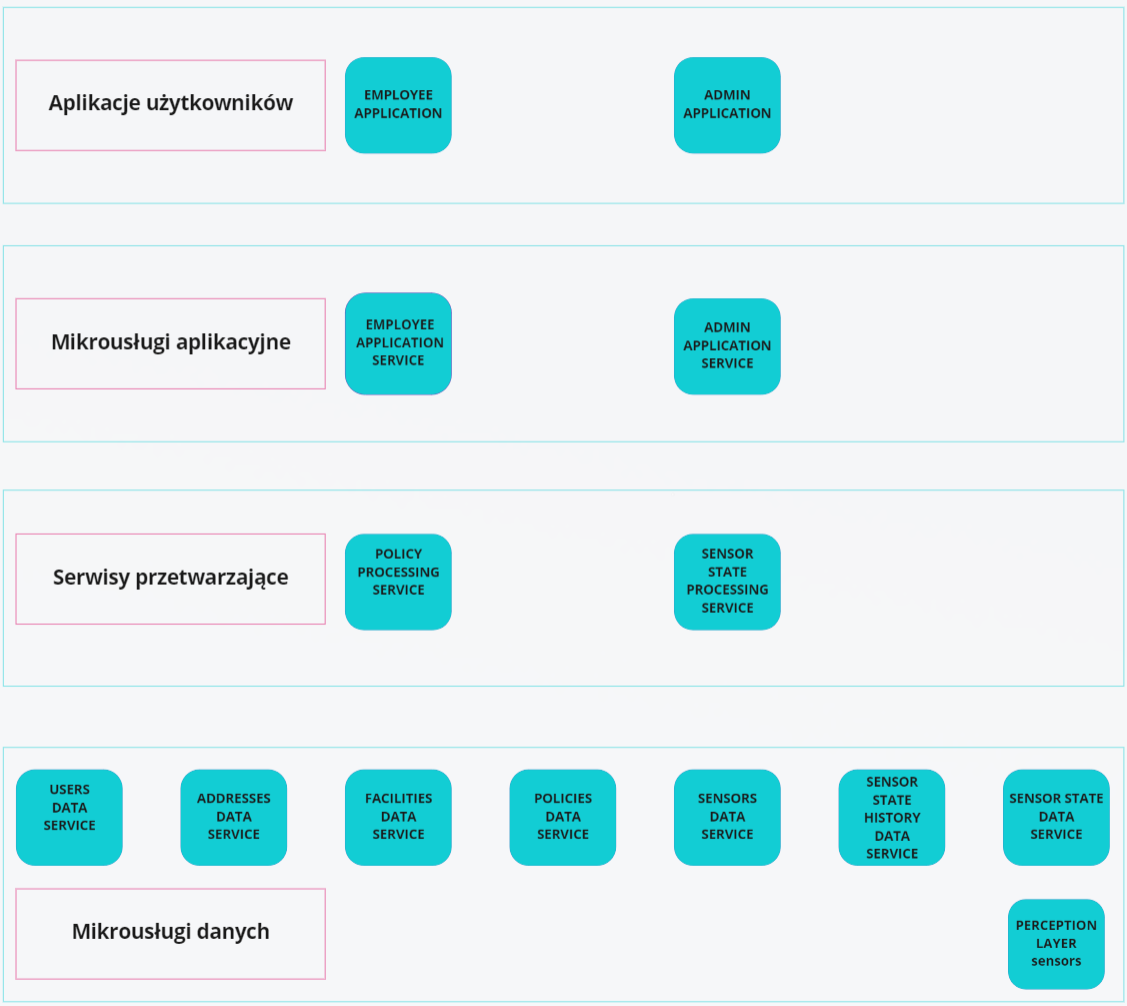 Aplikacje użytkowników
EMPLOYEE
APPLICATION
ADMIN
APPLICATION
Mikrousługi aplikacyjne
EMPLOYEE
APPLICATION
SERVICE
ADMIN
APPLICATION
SERVICE
Serwisy przetwarzające
POLICY
PROCESSING
SERVICE
SENSOR
STATE
PROCESSING
SERVICE
USERS
DATA
SERVICE
ADDRESSES
DATA
SERVICE
FACILITIES
DATA
SERVICE
POLICIES
DATA
SERVICE
SENSORS
DATA
SERVICE
SENSOR
STATE
HISTORY
DATA
SERVICE
SENSOR STATE
DATA
SERVICE
Mikrousługi danych
PERCEPTION
LAYER
sensors